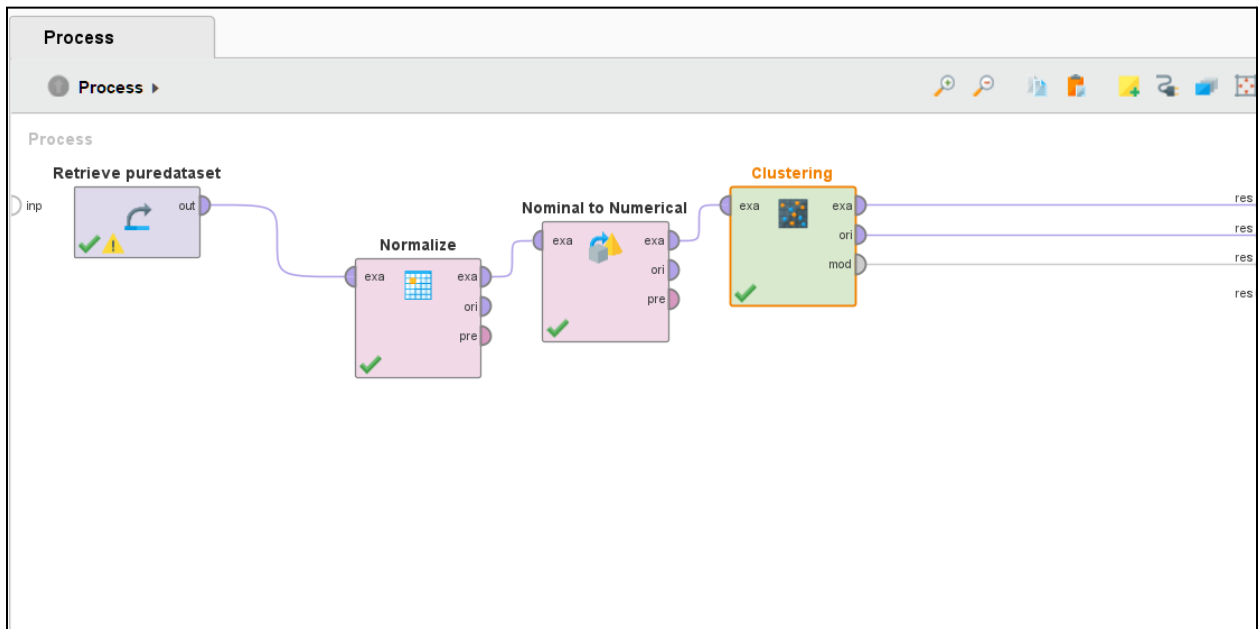 Process
Process
Process
Retrieve puredataset
inp
out
Normalize
exa
exa
ori
pre
Nominal to Numerical
exa
exa
ori
pre
Clustering
exa
exa
ori
mod
res
res
res
res